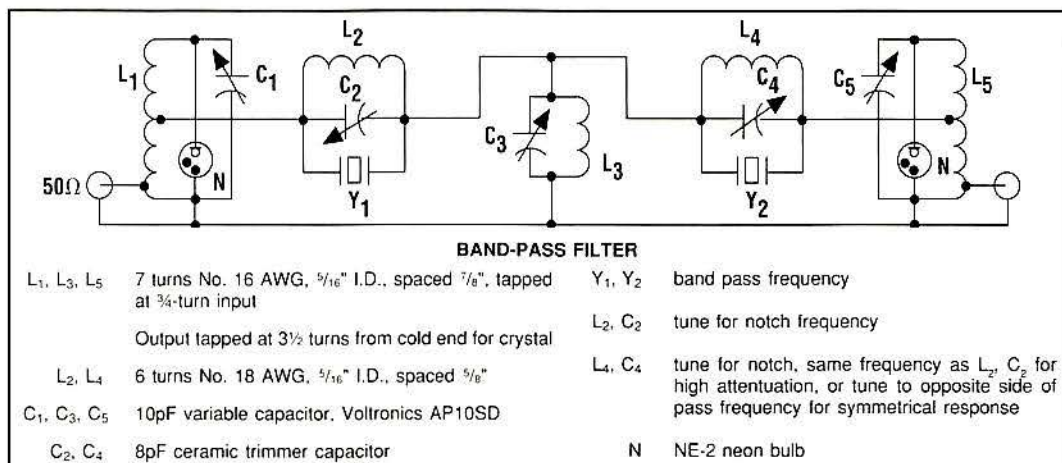 L1
C1
L2
C2
Y1
C3
L3
L4
C4
Y2
C5
L5
N
N
50Ω
BAND-PASS FILTER
L1, L3, L5 7 turns No. 16 AWG, 5/16" I.D., spaced 7/8", tapped
at ¾-turn input
Output tapped at 3½ turns from cold end for crystal
L2, L4 6 turns No. 18 AWG, 5/16" I.D., spaced 5/8"
C1, C3, C5 10pF variable capacitor, Voltronics AP10SD
C2, C4 8pF ceramic trimmer capacitor
Y1, Y2 band pass frequency
L2, C2 tune for notch frequency
L4, C4 tune for notch, same frequency as L2, C2 for
high attentuation, or tune to opposite side of
pass frequency for symmetrical response
N NE-2 neon bulb